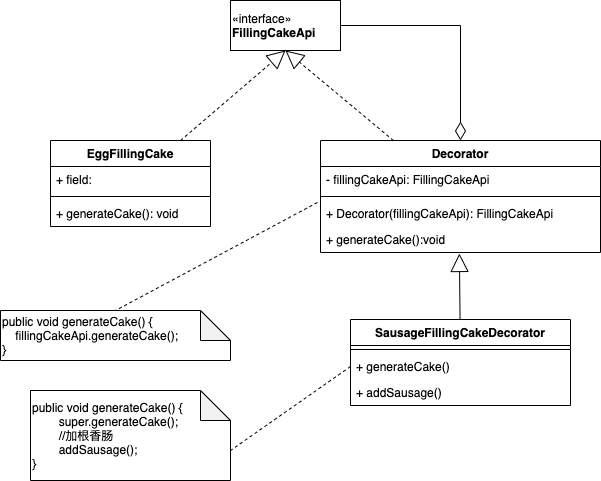 «interface»
FillingCakeApi
EggFillingCake
+ field:
+ generateCake(): void
Decorator
- fillingCakeApi: FillingCakeApi
+ Decorator(fillingCakeApi): FillingCakeApi
+ generateCake():void
public void generateCake() {
fillingCakeApi.generateCake();
}
SausageFillingCakeDecorator
+ generateCake()
+ addSausage()
public void generateCake() {
super.generateCake();
//加根香肠
addSausage();
}